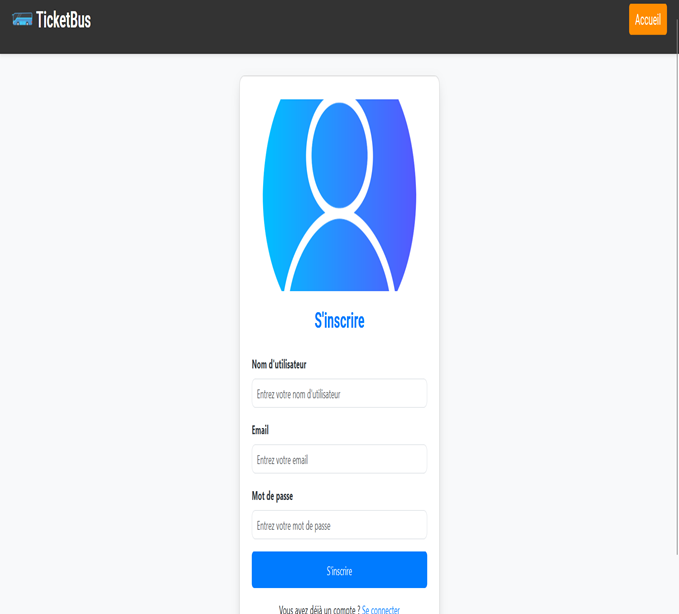 TicketBus
Accueil
S'inscrire
Nom d'utilisateur
Entrez votre nom d'utilisateur
Email
Entrez votre email
Mot de passe
Entrez votre mot de passe
S'inscrire
Vous avez déjà un compte ? Se connecter